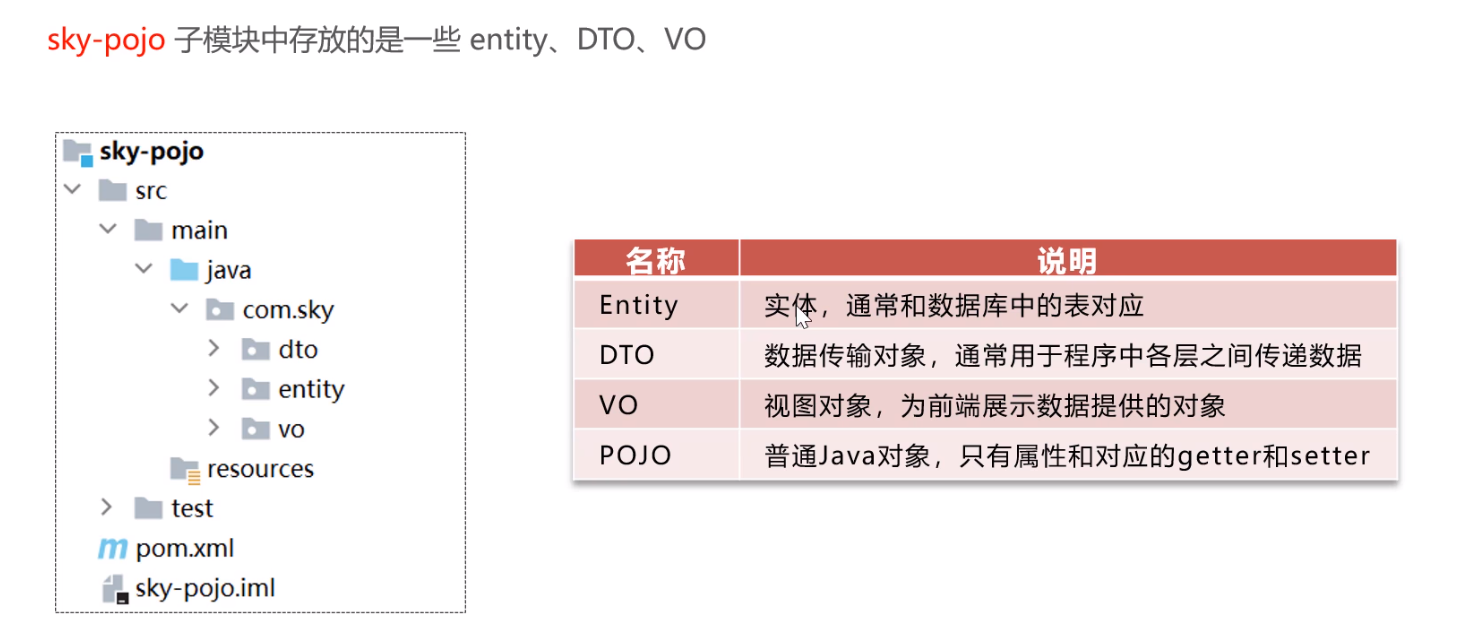 sky-pojo 子模块中存放的是一些 entity、DTO、VO
sky-pojo
src
main
java
com.sky
dto
entity
vo
resources
test
pom.xml
sky-pojo.iml
名称 说明
Entity 实体，通常和数据库中的表对应
DTO 数据传输对象，通常用于程序中各层之间传递数据
VO 视图对象，为前端展示数据提供的对象
POJO 普通Java对象，只有属性和对应的getter和setter